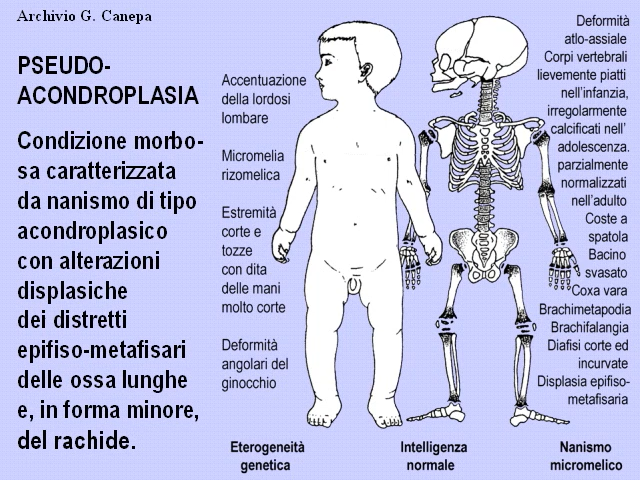 Archivio G. Canepa
PSEUDO-
ACONDROPLASIA
Condizione morbo-
sa caratterizzata
da nanismo di tipo
acondroplasico
con alterazioni
displasiche
dei distretti
epifiso-metafisari
delle ossa lunghe
e, in forma minore,
del rachide.
Accentuazione
della lordosi
lombare
Micromelia
rizomelica
Estremità
corte e
tozze
con dita
delle mani
molto corte
Deformità
angolari del
ginocchio
Deformità
atlo-assiale
Corpi vertebrali
lievemente piatti
nell'infanzia,
irregolarmente
calcificati nell'
adolescenza.
parzialmente
normalizzati
nell'adulto
Coste a
spatola
Bacino
svasato
Coxa vara
Brachimetapodia
Brachifalangia
Diafisi corte ed
incurvate
Displasia epifiso-
metafisaria
Eterogeneità
genetica
Intelligenza
normale
Nanismo
micromelico